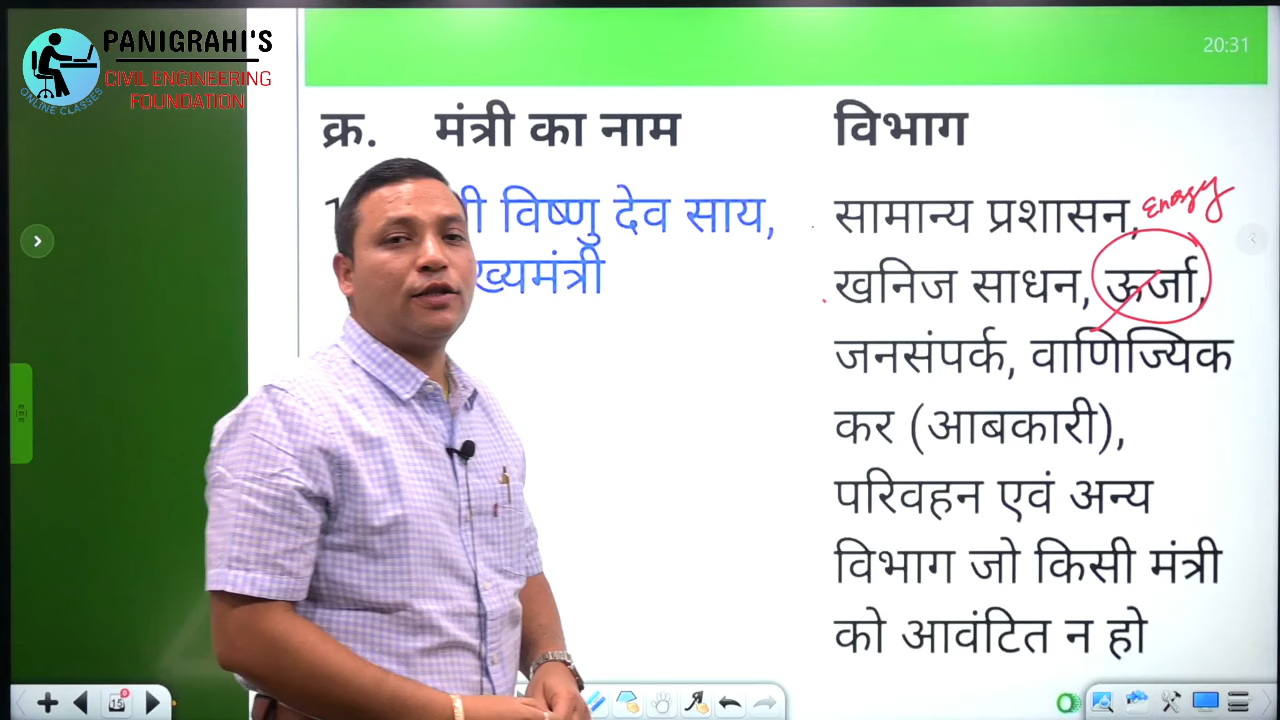 PANIGRAHI'S
CIVIL ENGINEERING
FOUNDATION
ONLINE CLASSES
20:31
क्र. मंत्री का नाम विभाग
विष्णु देव साय, सामान्य प्रशासन, Energy
खनिज साधन, ऊर्जा,
जनसंपर्क, वाणिज्यिक
कर (आबकारी),
परिवहन एवं अन्य
विभाग जो किसी मंत्री
को आवंटित न हो
15